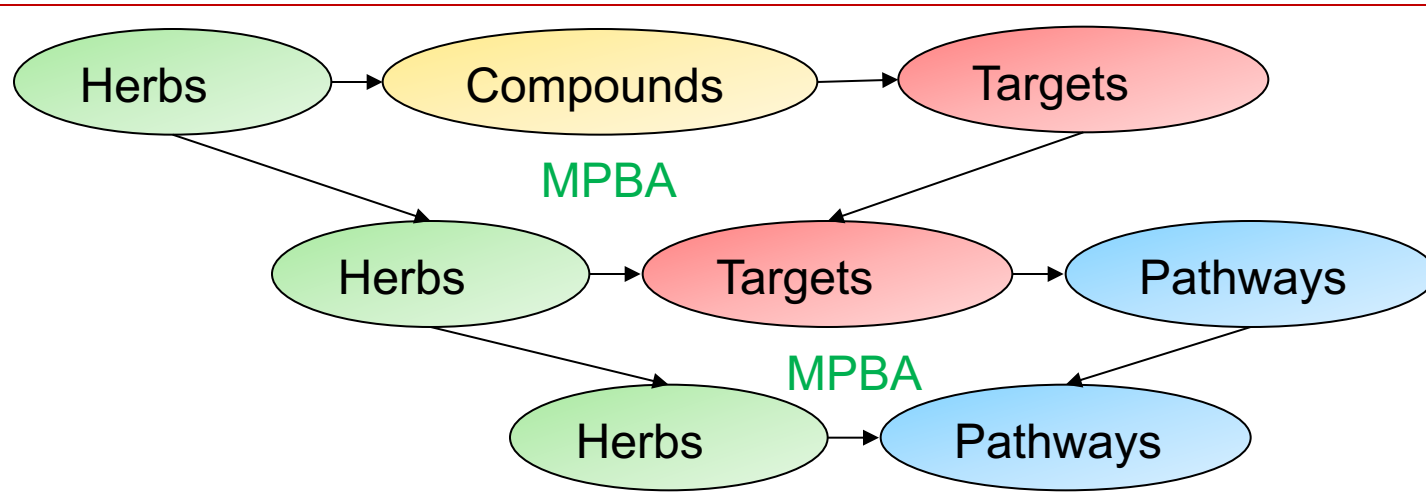 Herbs Compounds Targets
MPBA
Herbs Targets Pathways
MPBA
Herbs Pathways